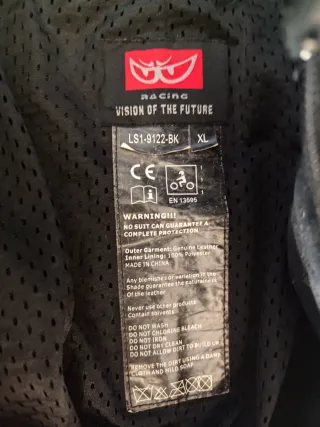 RACING
VISION OF THE FUTURE
LS1-9122-BK XL
CE
i
EN 13595
WARNING!!!
NO SUIT CAN GUARANTEE A
COMPLETE PROTECTION
Outer Garment: Genuine Leather
Inner Lining: 100% Polyester
MADE IN CHINA
Any blemishes or variation in the
Shade guarantee the naturalness
Of the leather
Never use other products
Contain solvents
DO NOT WASH
DO NOT CHLORINE BLEACH
DO NOT IRON
DO NOT DRY CLEAN
DO NOT ALLOW DIRT TO BUILD UP
REMOVE THE DIRT USING A DAMP
CLOTH AND MILD SOAP